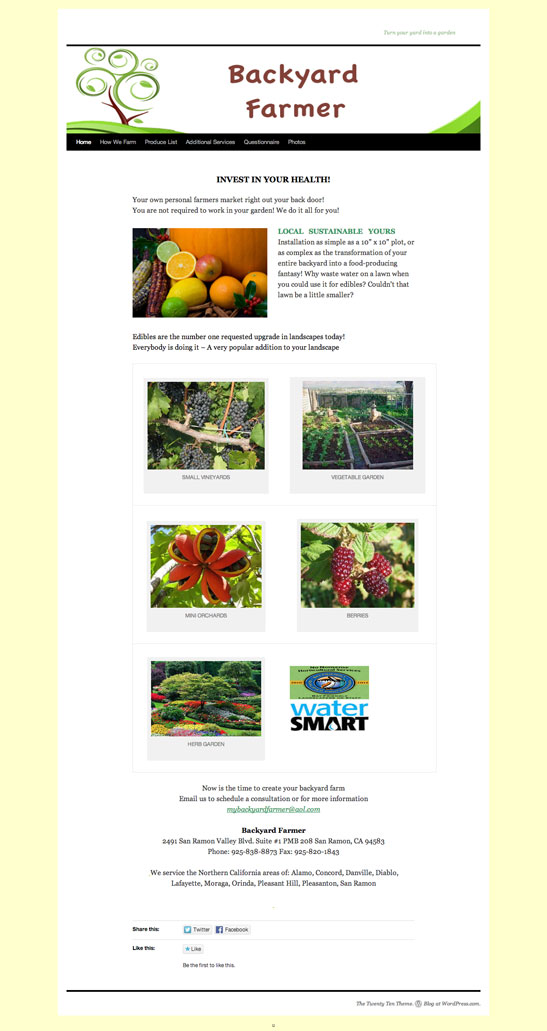 Turn your yard into a garden
Backyard
Farmer
Home How We Farm Produce List Additional Services Questionnaire Photos
INVEST IN YOUR HEALTH!
Your own personal farmers market right out your back door!
You are not required to work in your garden! We do it all for you!
LOCAL SUSTAINABLE YOURS
Installation as simple as a 10" x 10" plot, or
as complex as the transformation of your
entire backyard into a food-producing
fantasy! Why waste water on a lawn when
you could use it for edibles? Couldn't that
lawn be a little smaller?
Edibles are the number one requested upgrade in landscapes today!
Everybody is doing it – A very popular addition to your landscape
SMALL VINEYARDS
VEGETABLE GARDEN
MINI ORCHARDS
BERRIES
HERB GARDEN
No Nonsense
Horticultural Services
water
SMART
Now is the time to create your backyard farm
Email us to schedule a consultation or for more information
mybackyardfarmer@aol.com
Backyard Farmer
2491 San Ramon Valley Blvd. Suite #1 PMB 208 San Ramon, CA 94583
Phone: 925-838-8873 Fax: 925-820-1843
We service the Northern California areas of: Alamo, Concord, Danville, Diablo,
Lafayette, Moraga, Orinda, Pleasant Hill, Pleasanton, San Ramon
Share this: Twitter Facebook
Like this: Like
Be the first to like this.
The Twenty Ten Theme. Blog at WordPress.com.